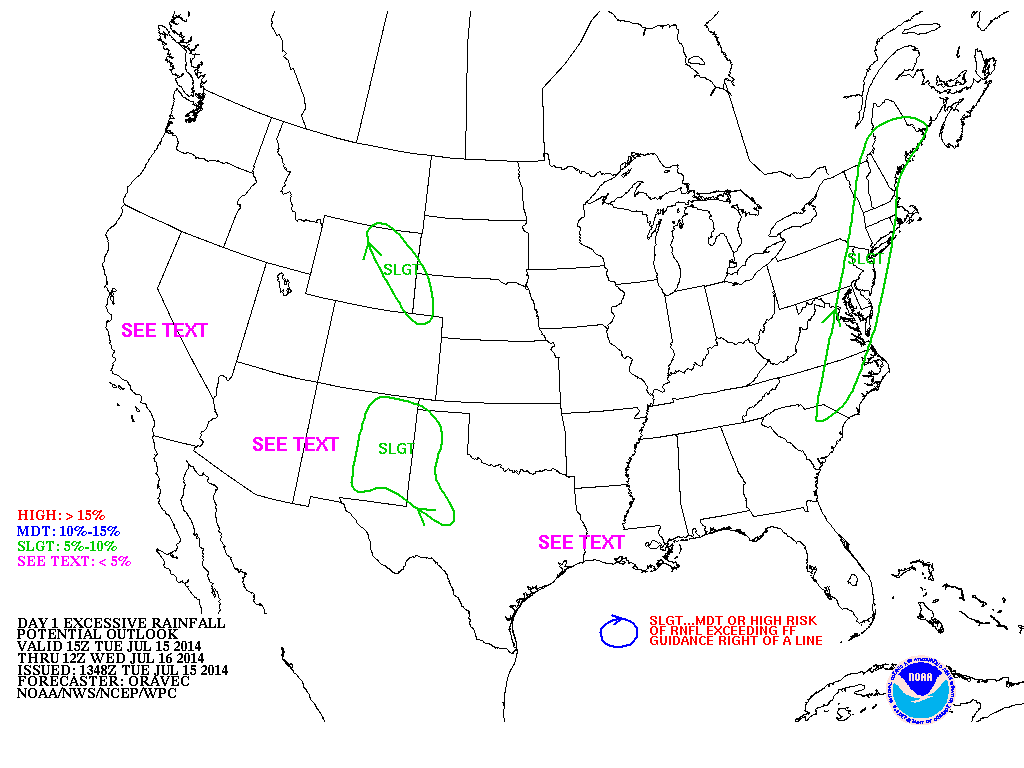 SLGT
SLGT
SEE TEXT
SEE TEXT
SLGT
HIGH: > 15%
MDT: 10%-15%
SLGT: 5%-10%
SEE TEXT: < 5%
SEE TEXT
DAY 1 EXCESSIVE RAINFALL
POTENTIAL OUTLOOK
VALID 15Z TUE JUL 15 2014
THRU 12Z WED JUL 16 2014
ISSUED: 1348Z TUE JUL 15 2014
FORECASTER: ORAVEC
NOAA/NWS/NCEP/WPC
SLGT...MDT OR HIGH RISK
OF RNFL EXCEEDING FF
GUIDANCE RIGHT OF A LINE
NOAA